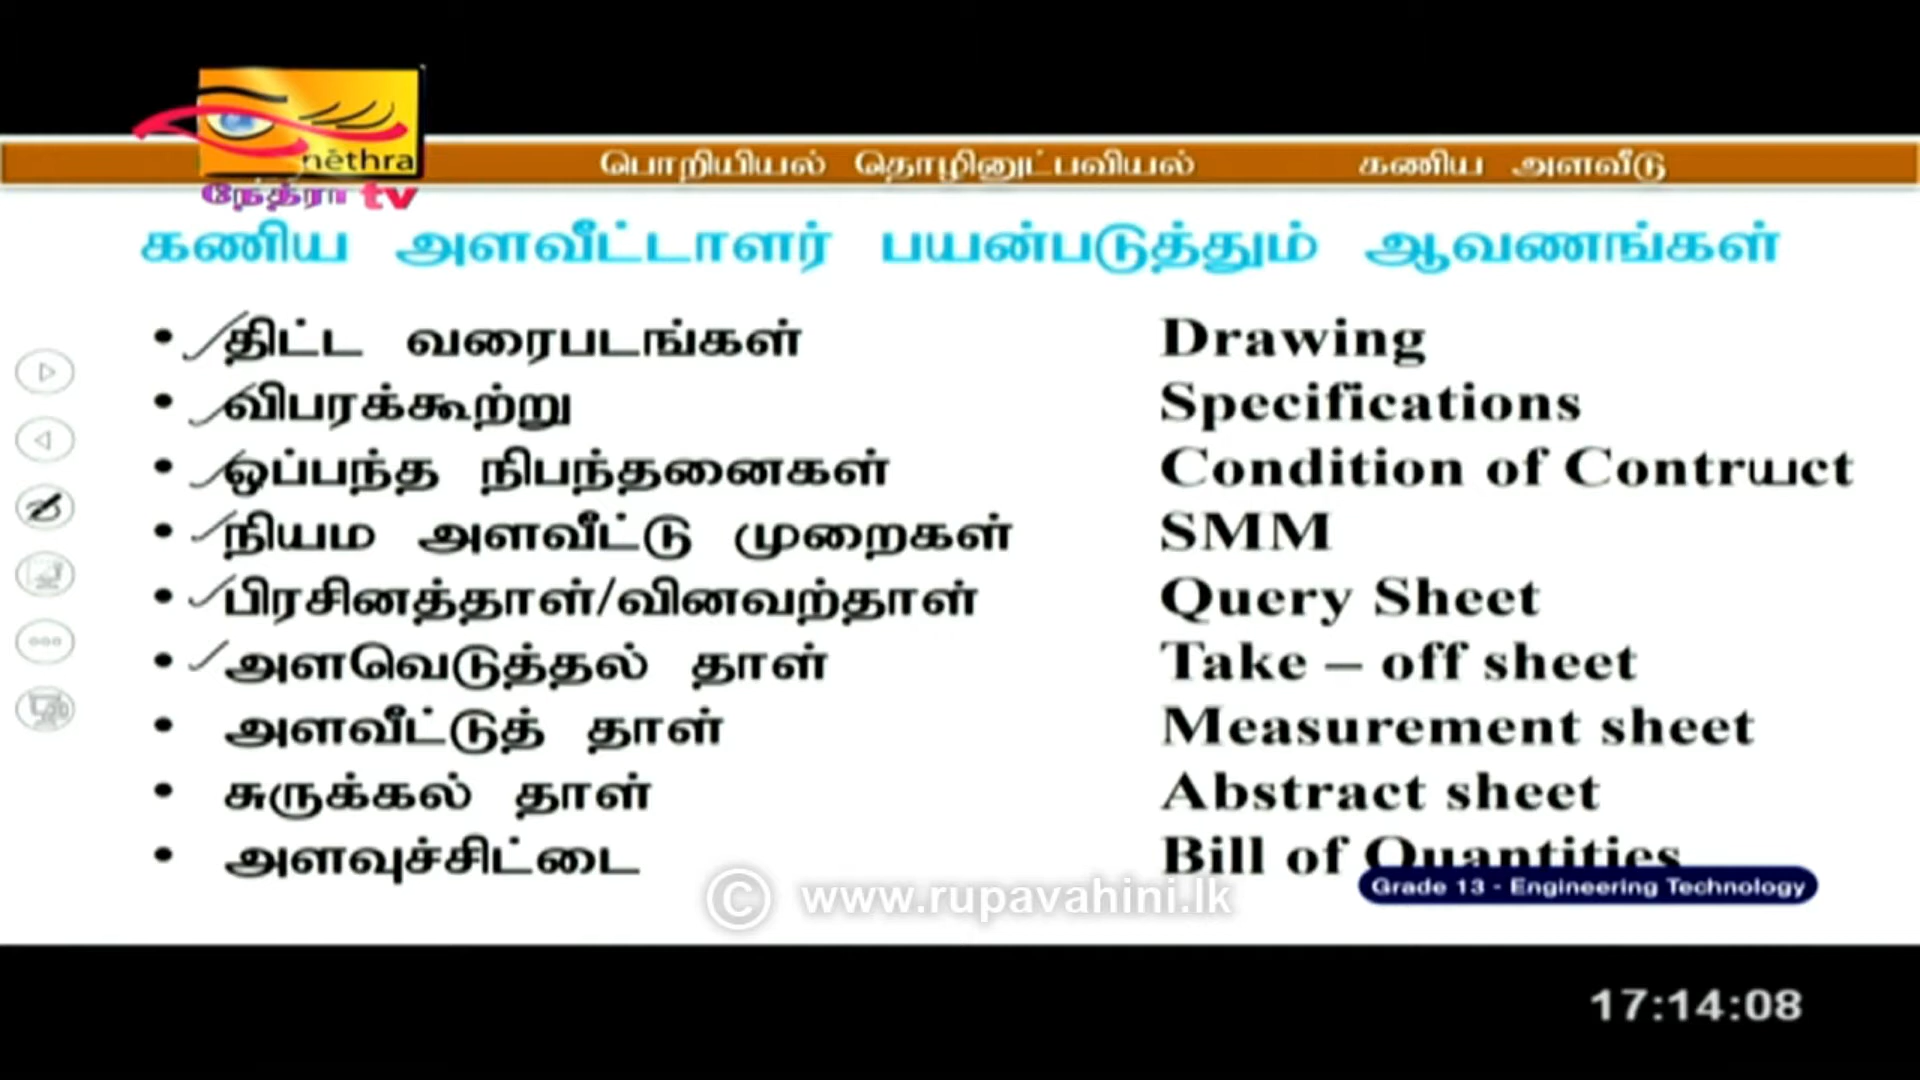 nēthra
நேத்ரா tv
பொறியியல் தொழினுட்பவியல் கணிய அளவீடு
கணிய அளவீட்டாளர் பயன்படுத்தும் ஆவணங்கள்
• திட்ட வரைபடங்கள் Drawing
• விபரக்கூற்று Specifications
• ஒப்பந்த நிபந்தனைகள் Condition of Contrயct
• நியம அளவீட்டு முறைகள் SMM
• பிரசினத்தாள்/வினவற்தாள் Query Sheet
• அளவெடுத்தல் தாள் Take – off sheet
• அளவீட்டுத் தாள் Measurement sheet
• சுருக்கல் தாள் Abstract sheet
• அளவுச்சிட்டை Bill of Quantities
© www.rupavahini.lk
Grade 13 - Engineering Technology
17:14:08